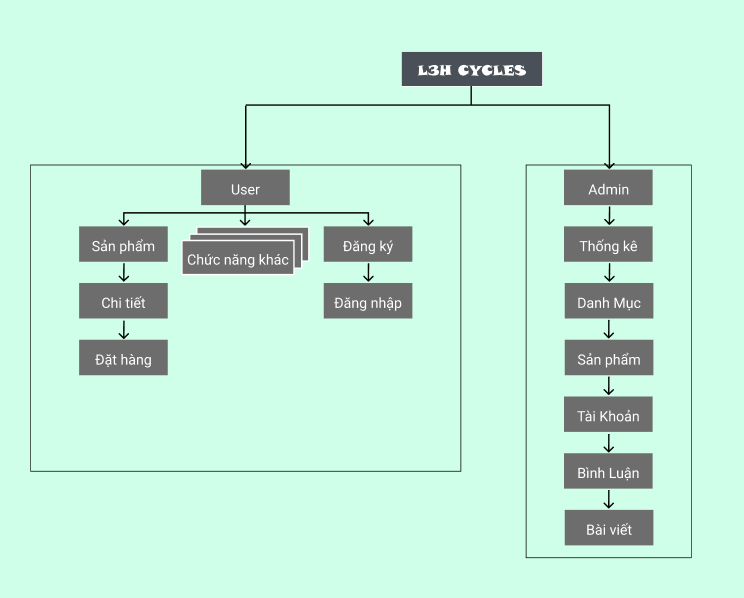 L3H CYCLES
User
Sản phẩm
Chi tiết
Đặt hàng
Chức năng khác
Đăng ký
Đăng nhập
Admin
Thống kê
Danh Mục
Sản phẩm
Tài Khoản
Bình Luận
Bài viết